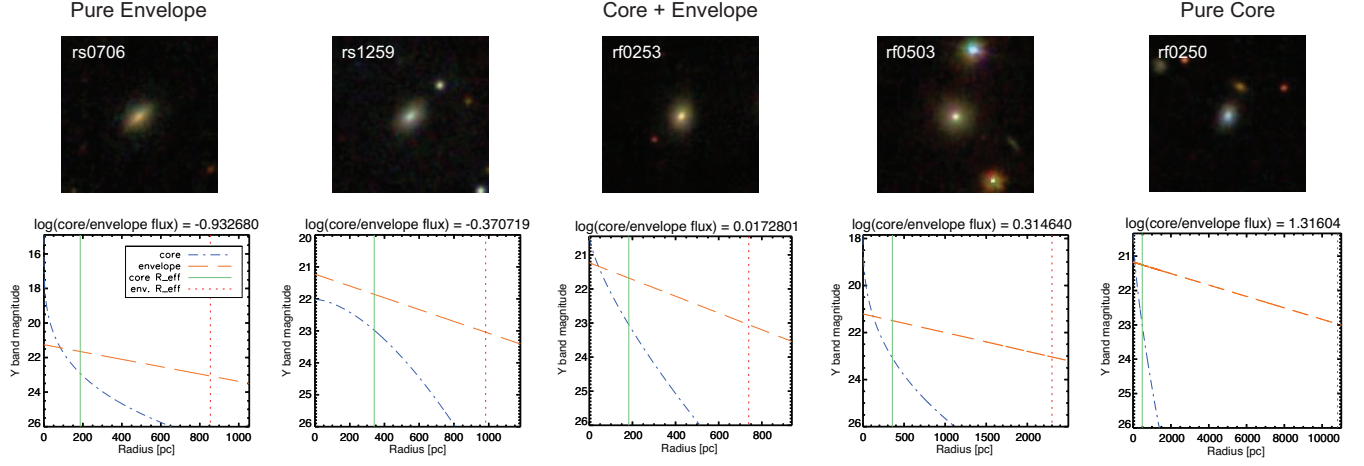 Pure Envelope
Core + Envelope
Pure Core
rs0706
rs1259
rf0253
rf0503
rf0250
log(core/envelope flux) = -0.932680
log(core/envelope flux) = -0.370719
log(core/envelope flux) = 0.0172801
log(core/envelope flux) = 0.314640
log(core/envelope flux) = 1.31604
Y band magnitude
16
18
20
21
22
24
26
core
envelope
core R_eff
env. R_eff
0 200 400 600 800 1000
Radius [pc]
Y band magnitude
20
21
22
23
24
25
26
0 200 400 600 800 1000
Radius [pc]
Y band magnitude
21
22
23
24
25
26
0 200 400 600 800
Radius [pc]
Y band magnitude
18
20
21
22
24
26
0 500 1000 1500 2000
Radius [pc]
Y band magnitude
21
22
23
24
25
26
0 2000 4000 6000 8000 10000
Radius [pc]